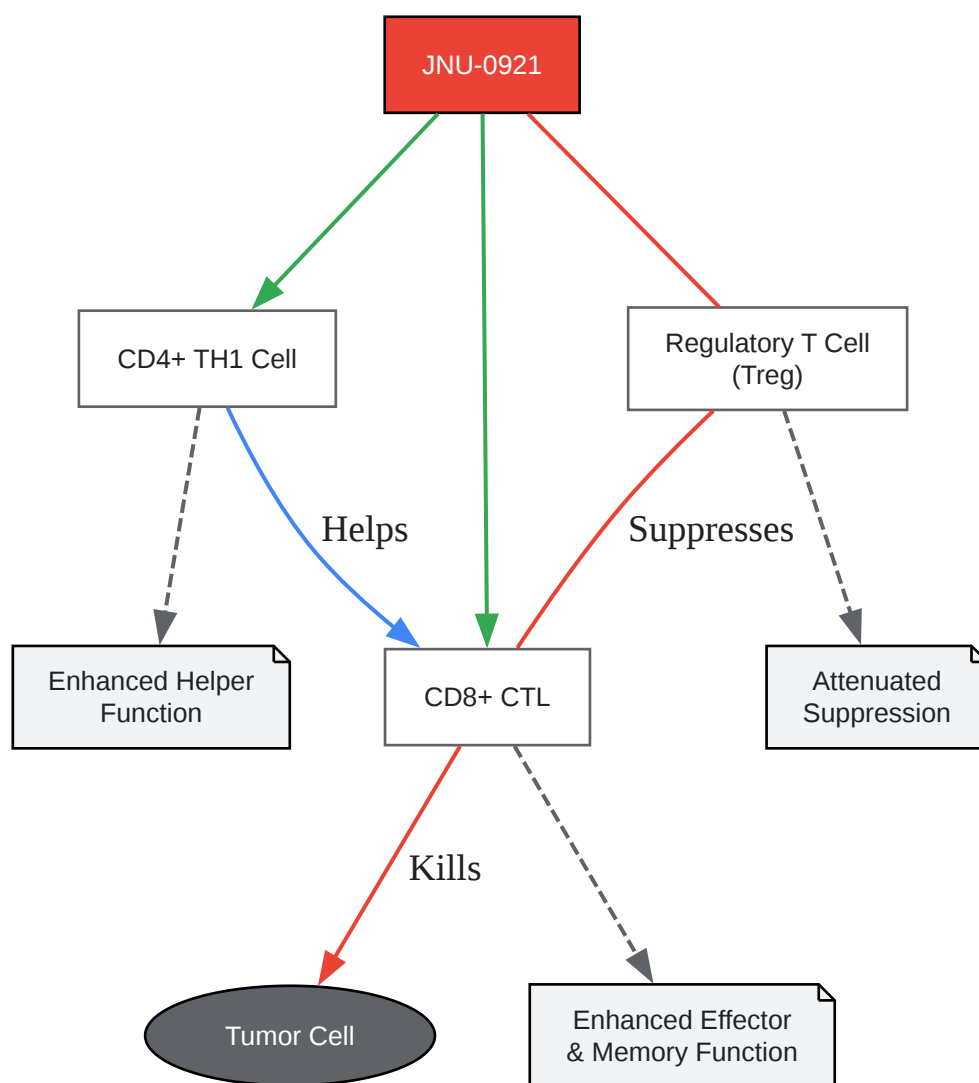 JNU-0921
CD4+ TH1 Cell
Regulatory T Cell
(Treg)
Helps
Suppresses
Enhanced Helper
Function
CD8+ CTL
Attenuated
Suppression
Kills
Tumor Cell
Enhanced Effector
& Memory Function